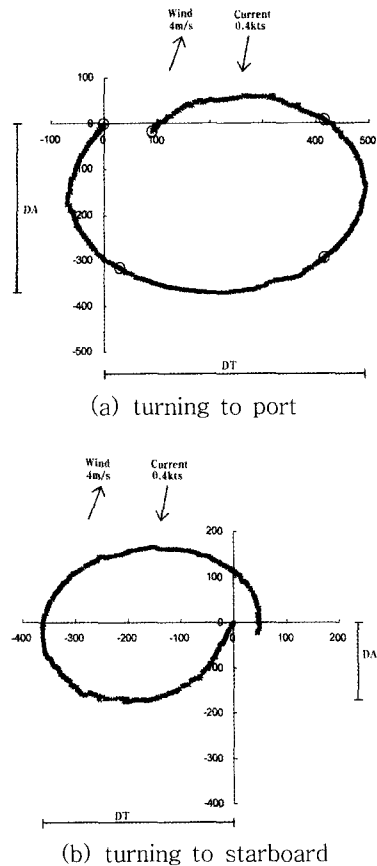 Wind Current
4m/s 0.4kts
100
0
-100 0 100 200 300 400 500
-100
DA
-200
-300
-400
-500
DT
(a) turning to port
Wind Current
4m/s 0.4kts
200
100
0
-400 -300 -200 -100 0 100 200
DA
-100
-200
-300
-400
DT
(b) turning to starboard